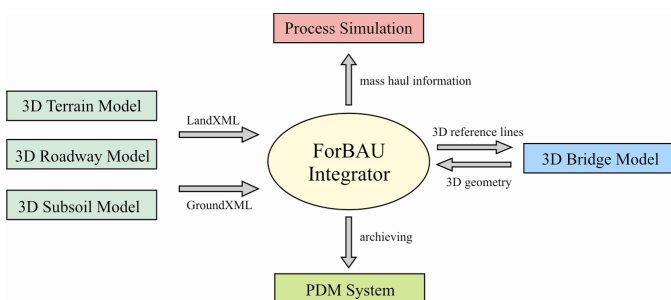 Process Simulation
mass haul information
3D Terrain Model
LandXML
3D Roadway Model
ForBAU
Integrator
3D reference lines
3D Bridge Model
3D geometry
3D Subsoil Model
GroundXML
archieving
PDM System